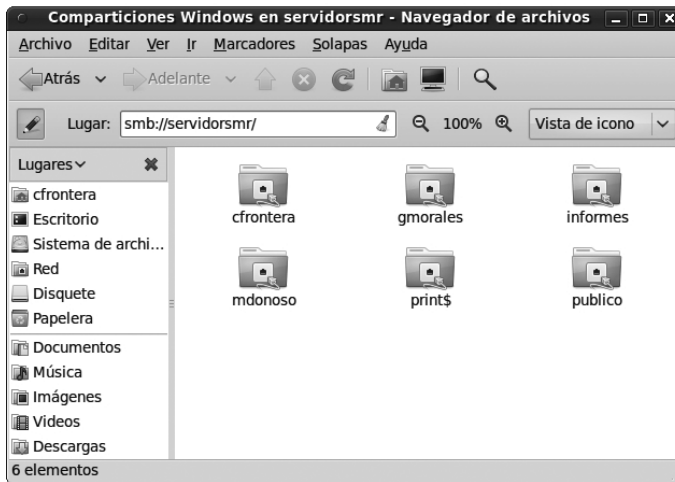 Comparticiones Windows en servidorsmr - Navegador de archivos
Archivo Editar Ver Ir Marcadores Solapas Ayuda
Atrás Adelante
Lugar: smb://servidorsmr/ 100% Vista de icono
Lugares
cfrontera
Escritorio
Sistema de archi...
Red
Disquete
Papelera
Documentos
Música
Imágenes
Videos
Descargas
cfrontera gmorales informes
mdonoso print$ publico
6 elementos